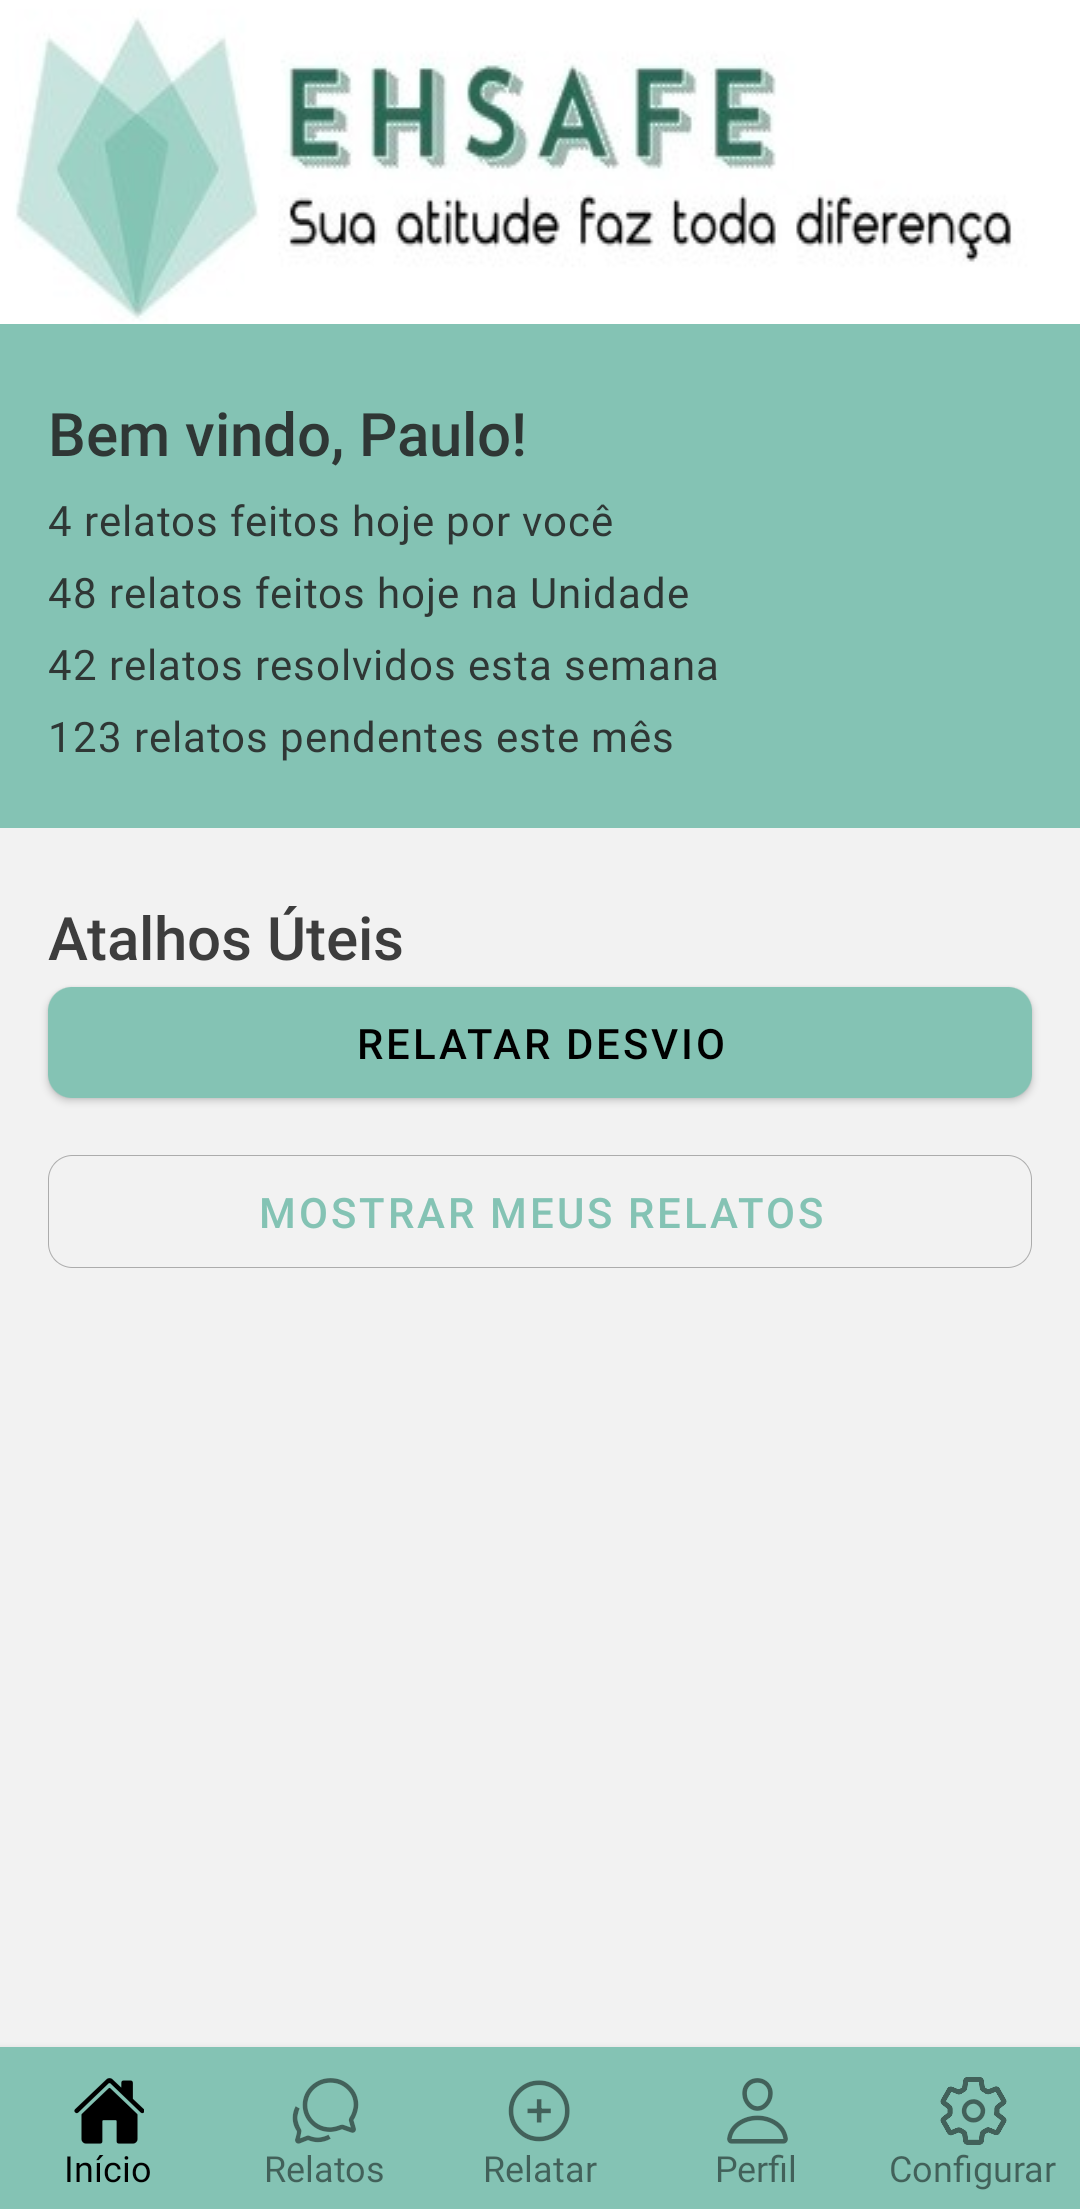 EHSAFE
Sua atitude faz toda diferença
Bem vindo, Paulo!
4 relatos feitos hoje por você
48 relatos feitos hoje na Unidade
42 relatos resolvidos esta semana
123 relatos pendentes este mês
Atalhos Úteis
RELATAR DESVIO
MOSTRAR MEUS RELATOS
Início
Relatos
Relatar
Perfil
Configurar